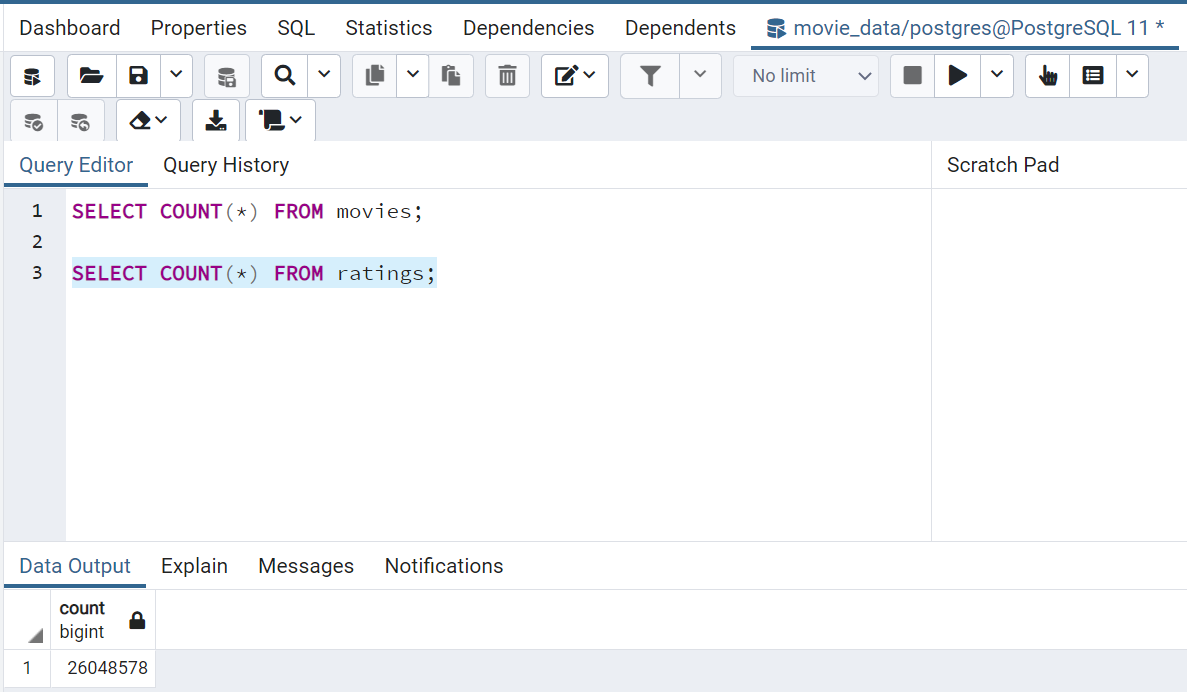 Dashboard Properties SQL Statistics Dependencies Dependents movie_data/postgres@PostgreSQL 11 *
No limit
Query Editor Query History Scratch Pad
1 SELECT COUNT(*) FROM movies;
2
3 SELECT COUNT(*) FROM ratings;
Data Output Explain Messages Notifications
count
bigint
1 26048578